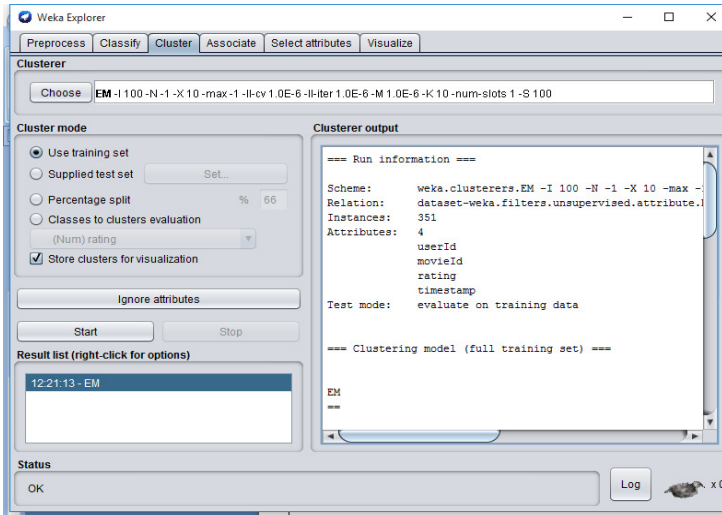 Weka Explorer
Preprocess Classify Cluster Associate Select attributes Visualize
Clusterer
Choose EM -I 100 -N -1 -X 10 -max -1 -ll-cv 1.0E-6 -ll-iter 1.0E-6 -M 1.0E-6 -K 10 -num-slots 1 -S 100
Cluster mode
Use training set
Supplied test set Set...
Percentage split % 66
Classes to clusters evaluation
(Num) rating
Store clusters for visualization
Ignore attributes
Start Stop
Result list (right-click for options)
12:21:13 - EM
Clusterer output
=== Run information ===
Scheme: weka.clusterers.EM -I 100 -N -1 -X 10 -max -
Relation: dataset-weka.filters.unsupervised.attribute.
Instances: 351
Attributes: 4
userId
movieId
rating
timestamp
Test mode: evaluate on training data
=== Clustering model (full training set) ===
EM
==
Status
OK
Log x 0